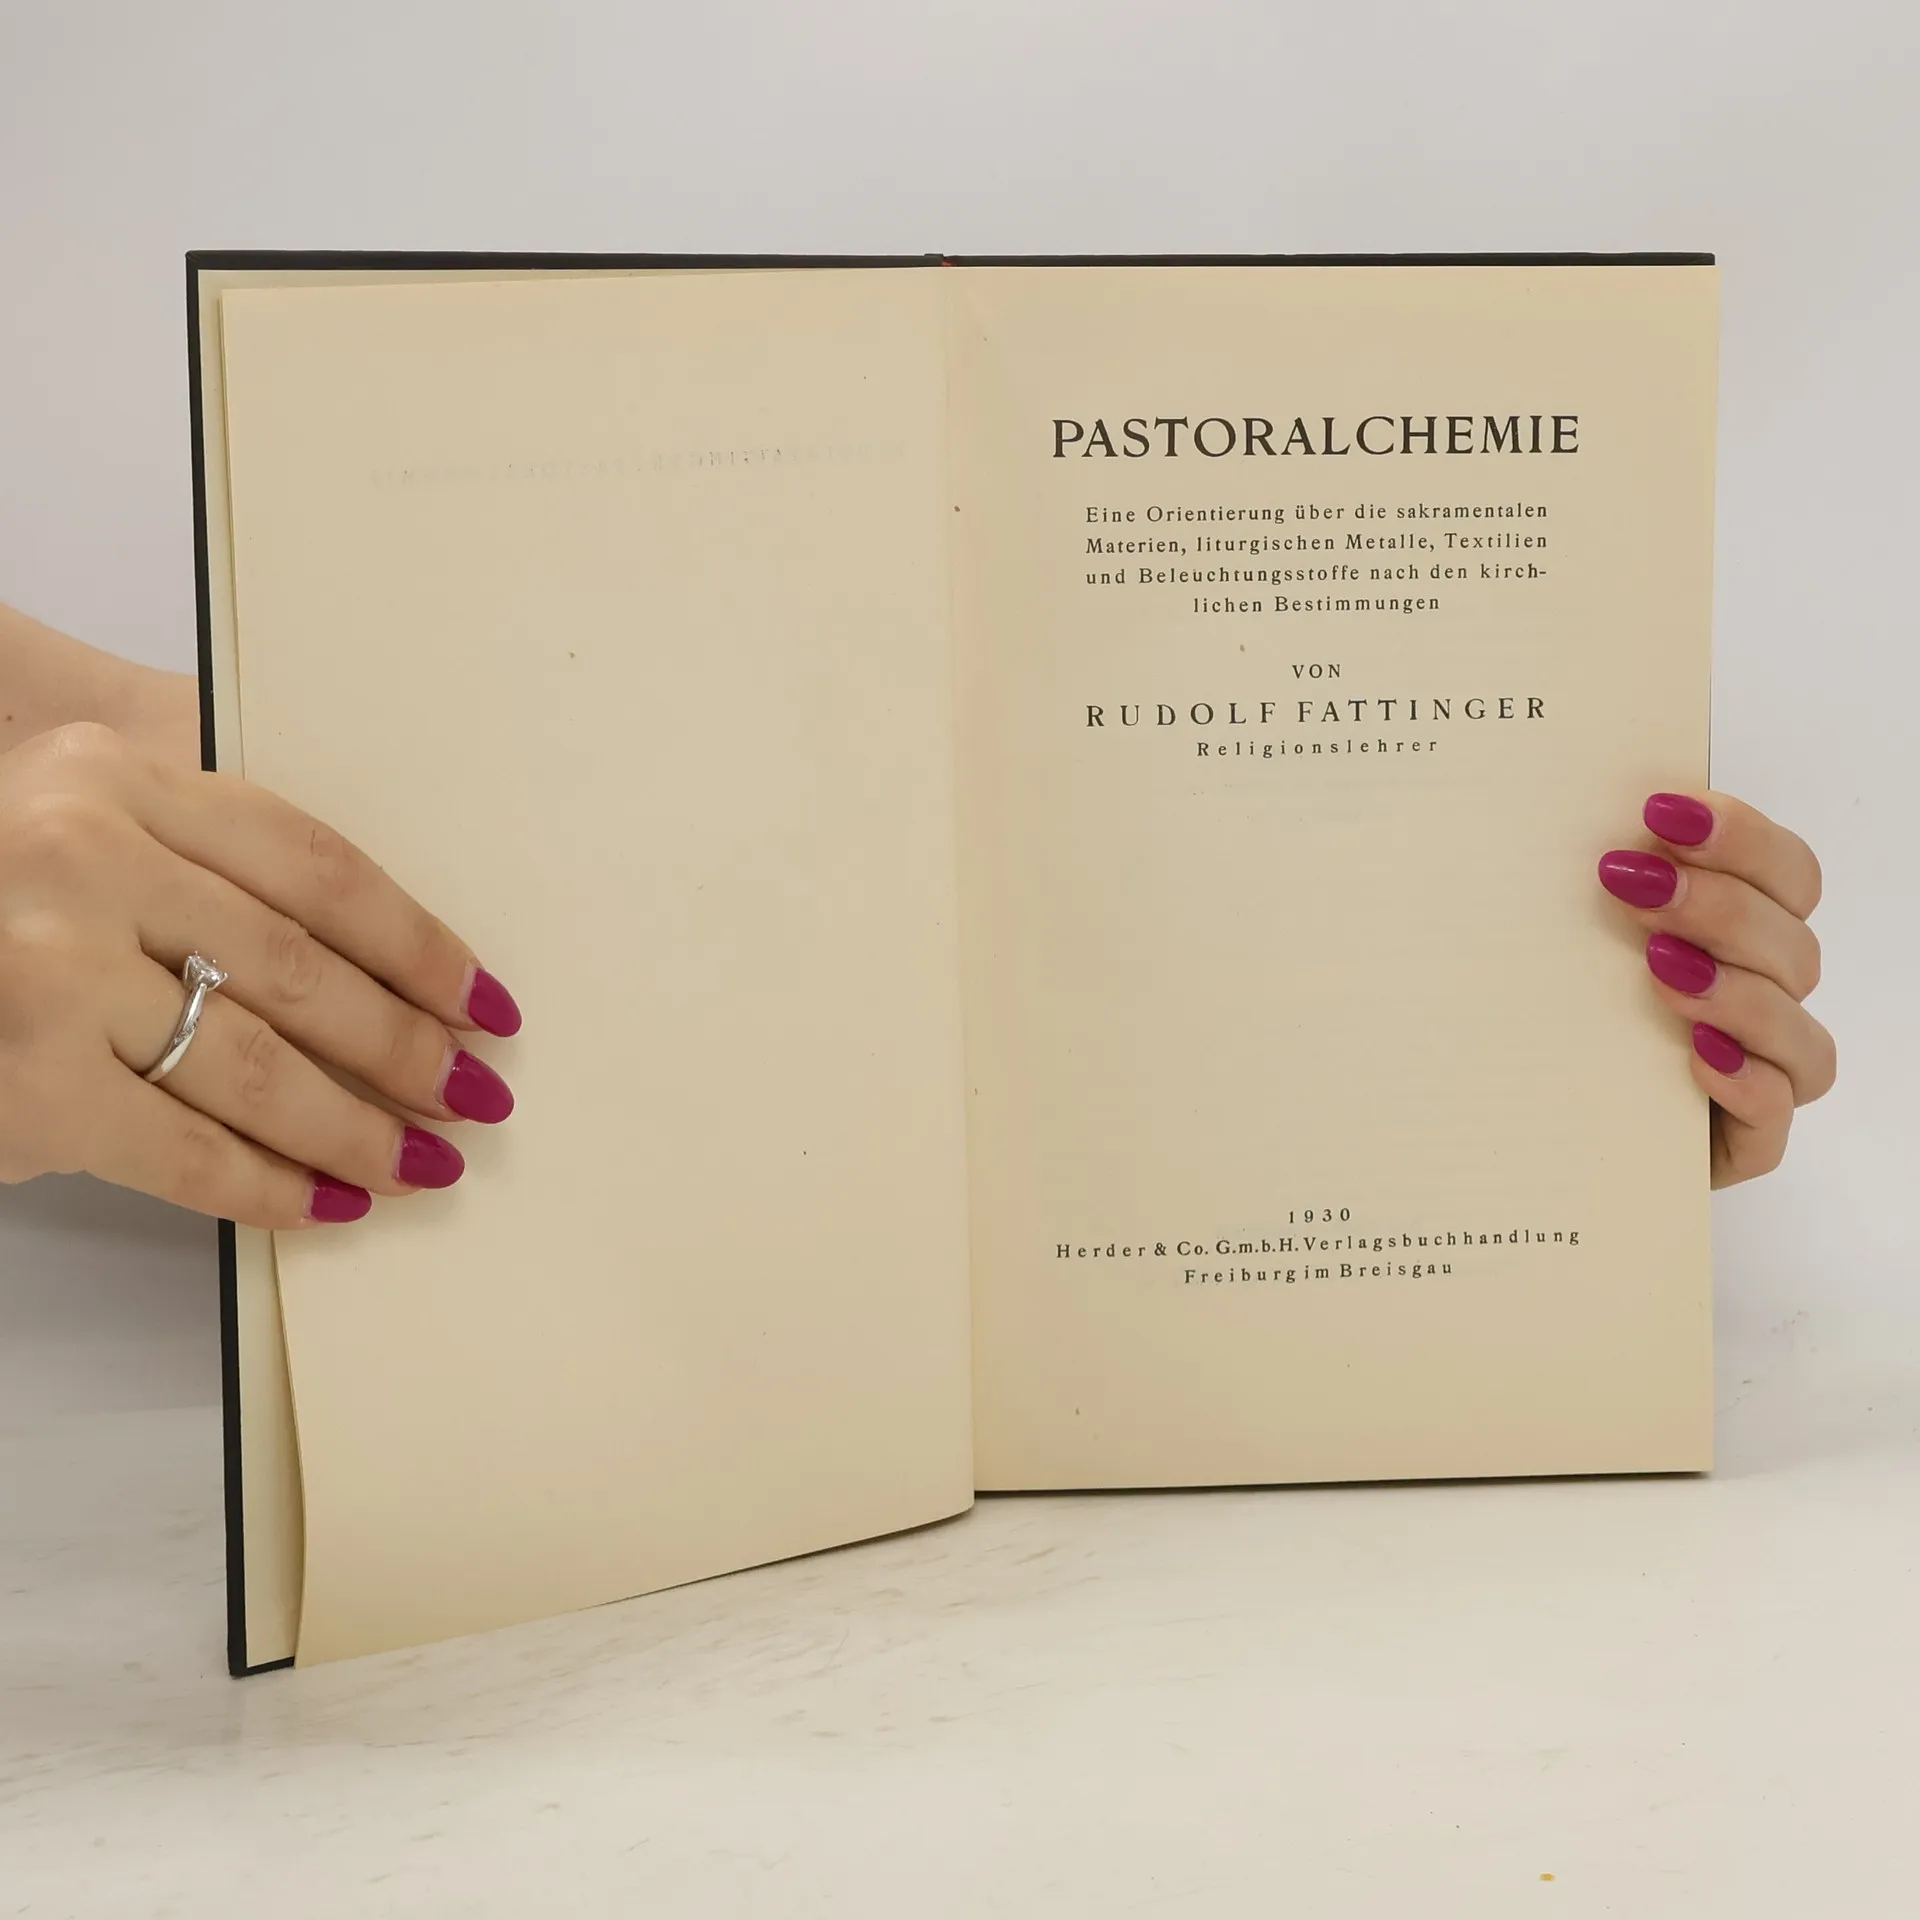 PASTORALCHEMIE
Eine Orientierung über die sakramentalen
Materien, liturgischen Metalle, Textilien
und Beleuchtungsstoffe nach den kirch-
lichen Bestimmungen
VON
RUDOLF FATTINGER
Religionslehrer
1930
Herder & Co. G.m.b.H. Verlagsbuchhandlung
Freiburg im Breisgau